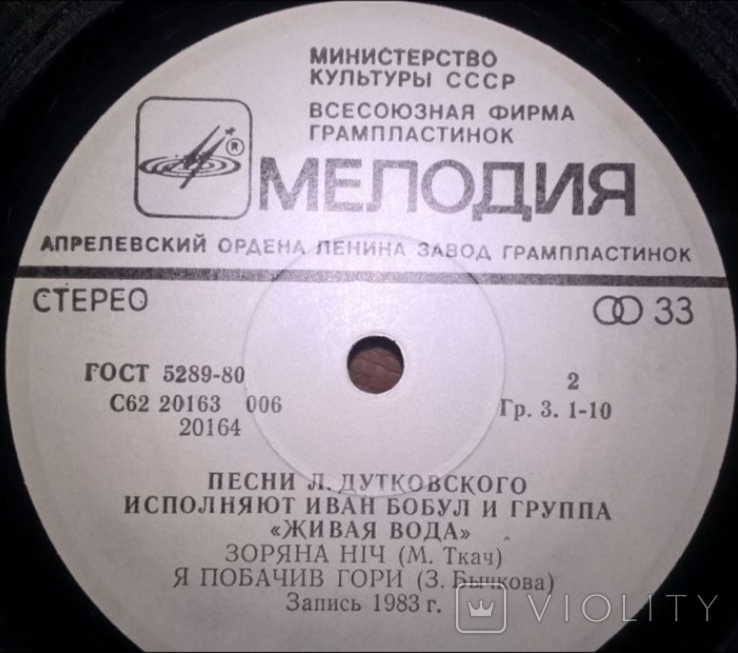 МИНИСТЕРСТВО
КУЛЬТУРЫ СССР
ВСЕСОЮЗНАЯ ФИРМА
ГРАМПЛАСТИНОК
®
МЕЛОДИЯ
АПРЕЛЕВСКИЙ ОРДЕНА ЛЕНИНА ЗАВОД ГРАМПЛАСТИНОК
СТЕРЕО
33
ГОСТ 5289-80
2
С62 20163 006
Гр. 3. 1-10
20164
ПЕСНИ Л. ДУТКОВСКОГО
ИСПОЛНЯЮТ ИВАН БОБУЛ И ГРУППА
«ЖИВАЯ ВОДА»
ЗОРЯНА НІЧ (М. Ткач)
Я ПОБАЧИВ ГОРИ (З. Бычкова)
Запись 1983 г.
VIOLITY